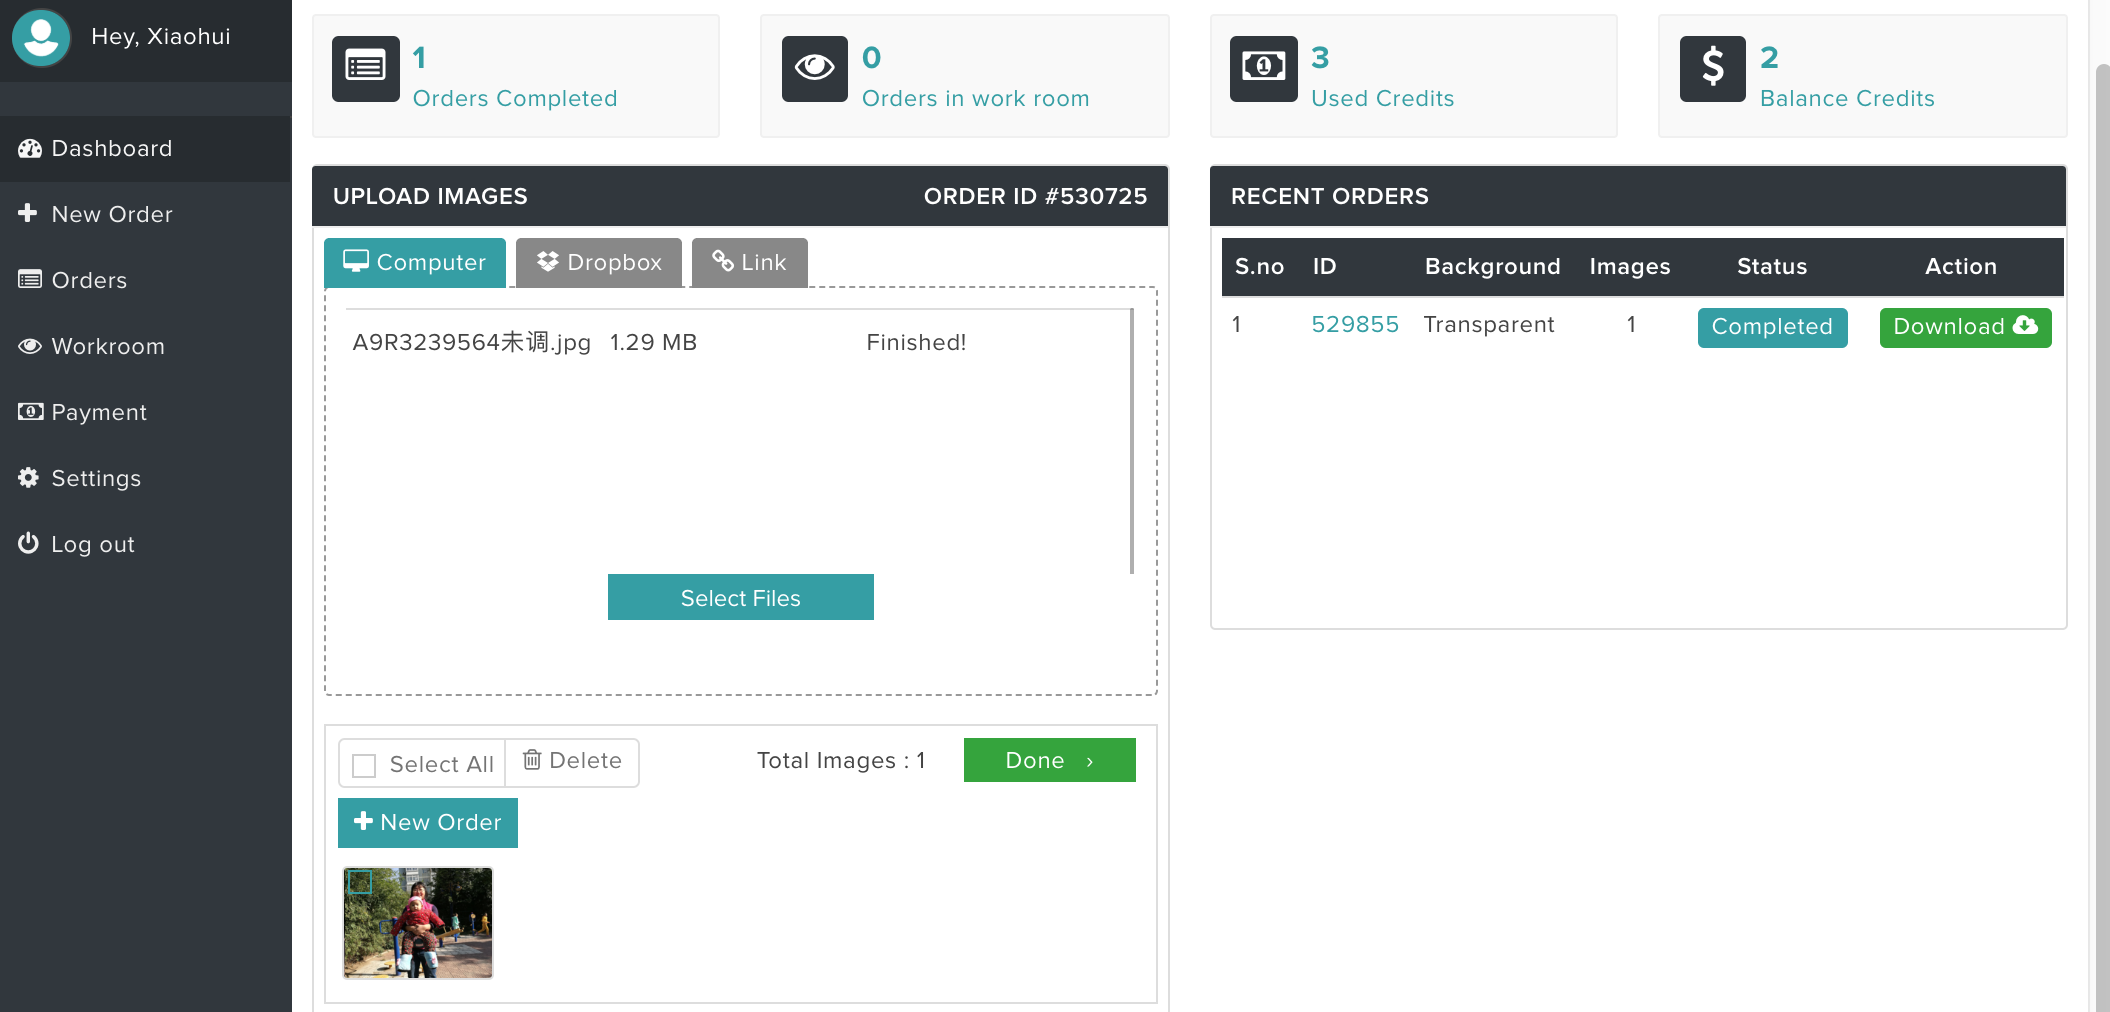 Hey, Xiaohui
Dashboard
New Order
Orders
Workroom
Payment
Settings
Log out
1
Orders Completed
0
Orders in work room
3
Used Credits
2
Balance Credits
UPLOAD IMAGES ORDER ID #530725
Computer Dropbox Link
A9R3239564未调.jpg 1.29 MB Finished!
Select Files
Select All Delete Total Images : 1 Done ›
New Order
RECENT ORDERS
S.no ID Background Images Status Action
1 529855 Transparent 1 Completed Download